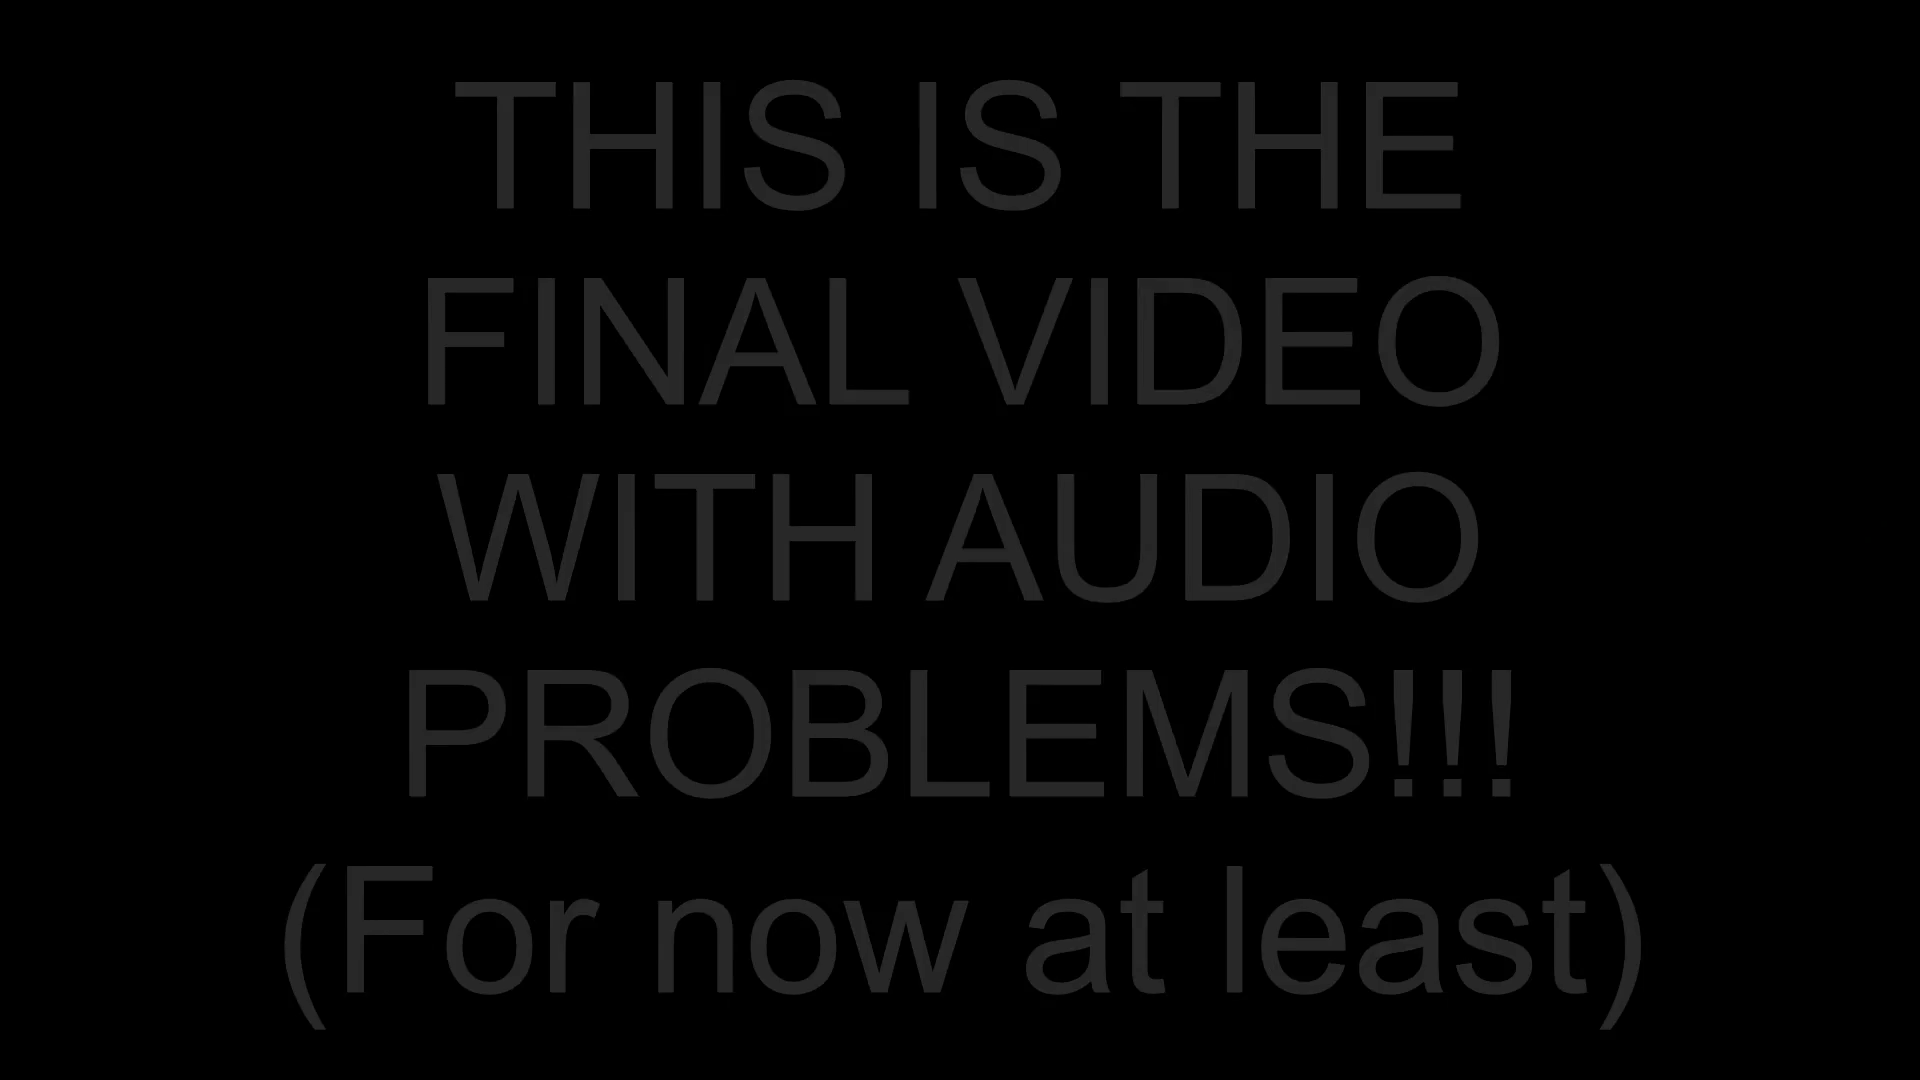 THIS IS THE
FINAL VIDEO
WITH AUDIO
PROBLEMS!!!
(For now at least)